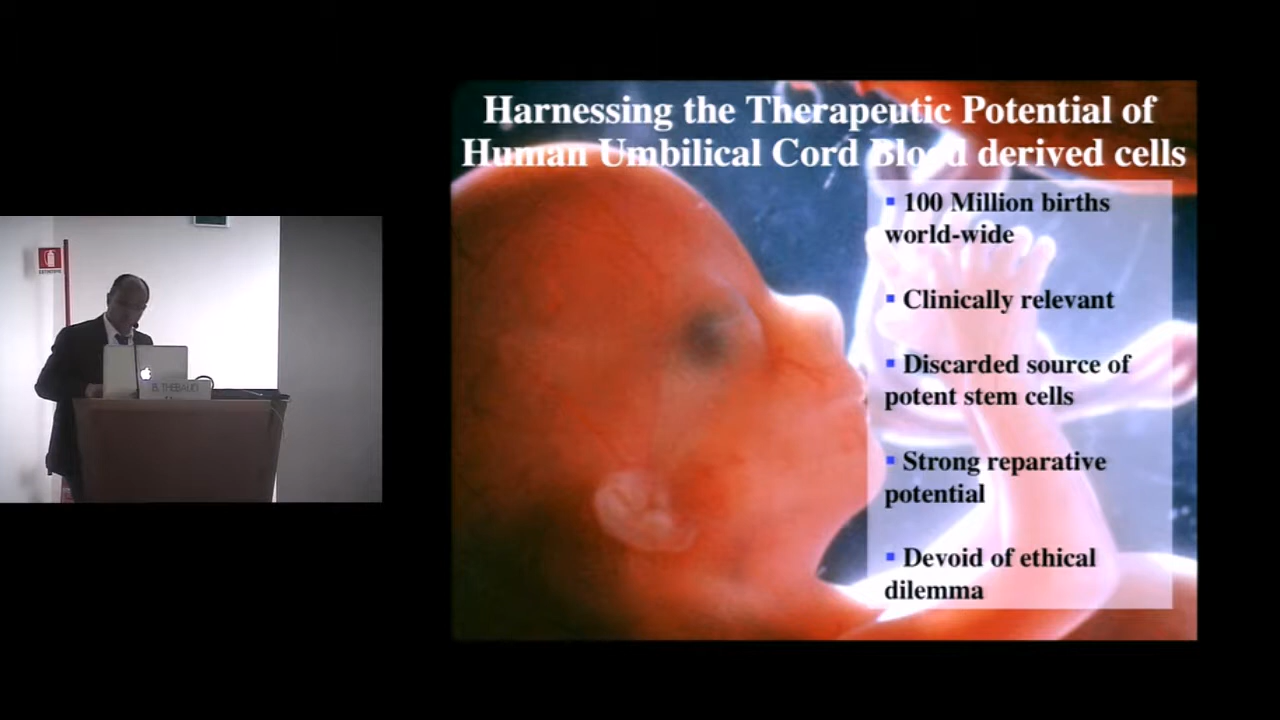 Harnessing the Therapeutic Potential of
Human Umbilical Cord Blood derived cells
▪ 100 Million births
world-wide
▪ Clinically relevant
▪ Discarded source of
potent stem cells
▪ Strong reparative
potential
▪ Devoid of ethical
dilemma
ESTINTORE
B. THEBAUD